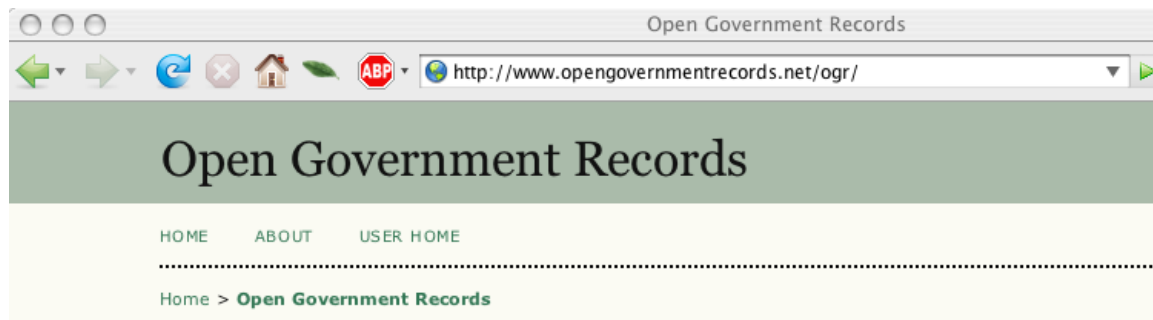 Open Government Records
ABP http://www.opengovernmentrecords.net/ogr/
Open Government Records
HOME ABOUT USER HOME
Home > Open Government Records